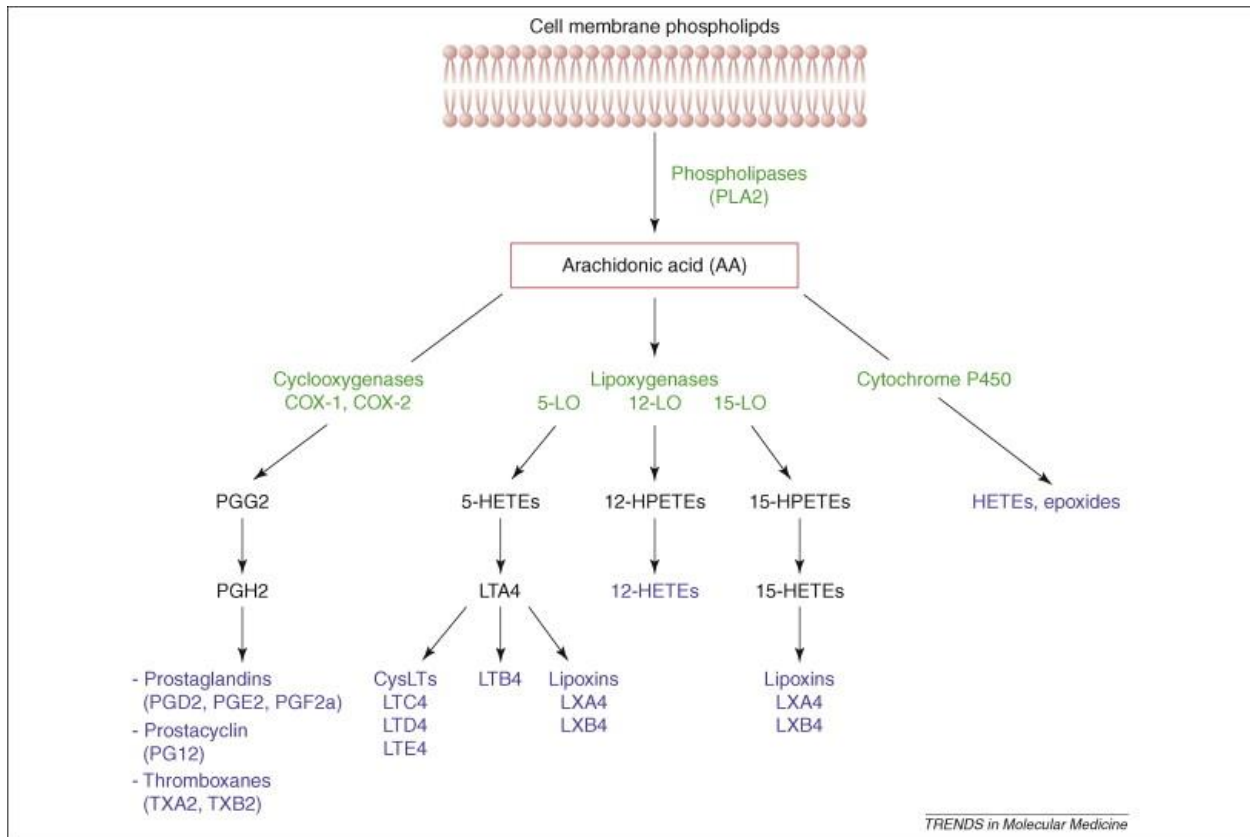 Cell membrane phospholipds
Phospholipases
(PLA2)
Arachidonic acid (AA)
Cyclooxygenases
COX-1, COX-2
Lipoxygenases
5-LO 12-LO 15-LO
Cytochrome P450
PGG2
5-HETEs
12-HPETEs
15-HPETEs
HETEs, epoxides
PGH2
LTA4
12-HETEs
15-HETEs
- Prostaglandins
(PGD2, PGE2, PGF2a)
- Prostacyclin
(PG12)
- Thromboxanes
(TXA2, TXB2)
CysLTs
LTC4
LTD4
LTE4
LTB4
Lipoxins
LXA4
LXB4
Lipoxins
LXA4
LXB4
TRENDS in Molecular Medicine